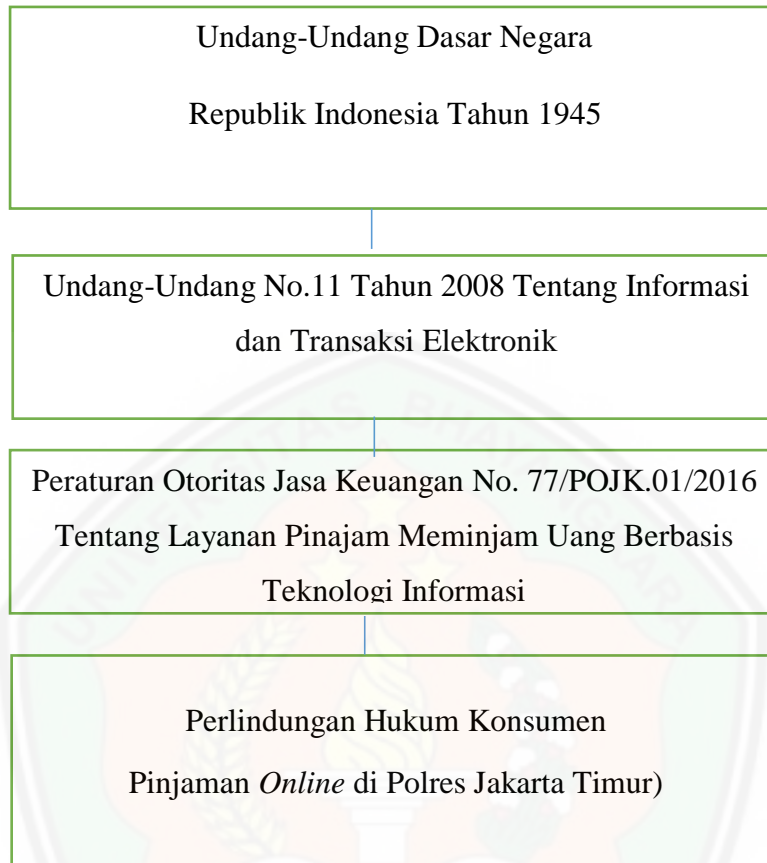 Undang-Undang Dasar Negara
Republik Indonesia Tahun 1945
Undang-Undang No.11 Tahun 2008 Tentang Informasi
dan Transaksi Elektronik
Peraturan Otoritas Jasa Keuangan No. 77/POJK.01/2016
Tentang Layanan Pinajam Meminjam Uang Berbasis
Teknologi Informasi
Perlindungan Hukum Konsumen
Pinjaman Online di Polres Jakarta Timur)
UNIVERSITAS BHAYANGKARA